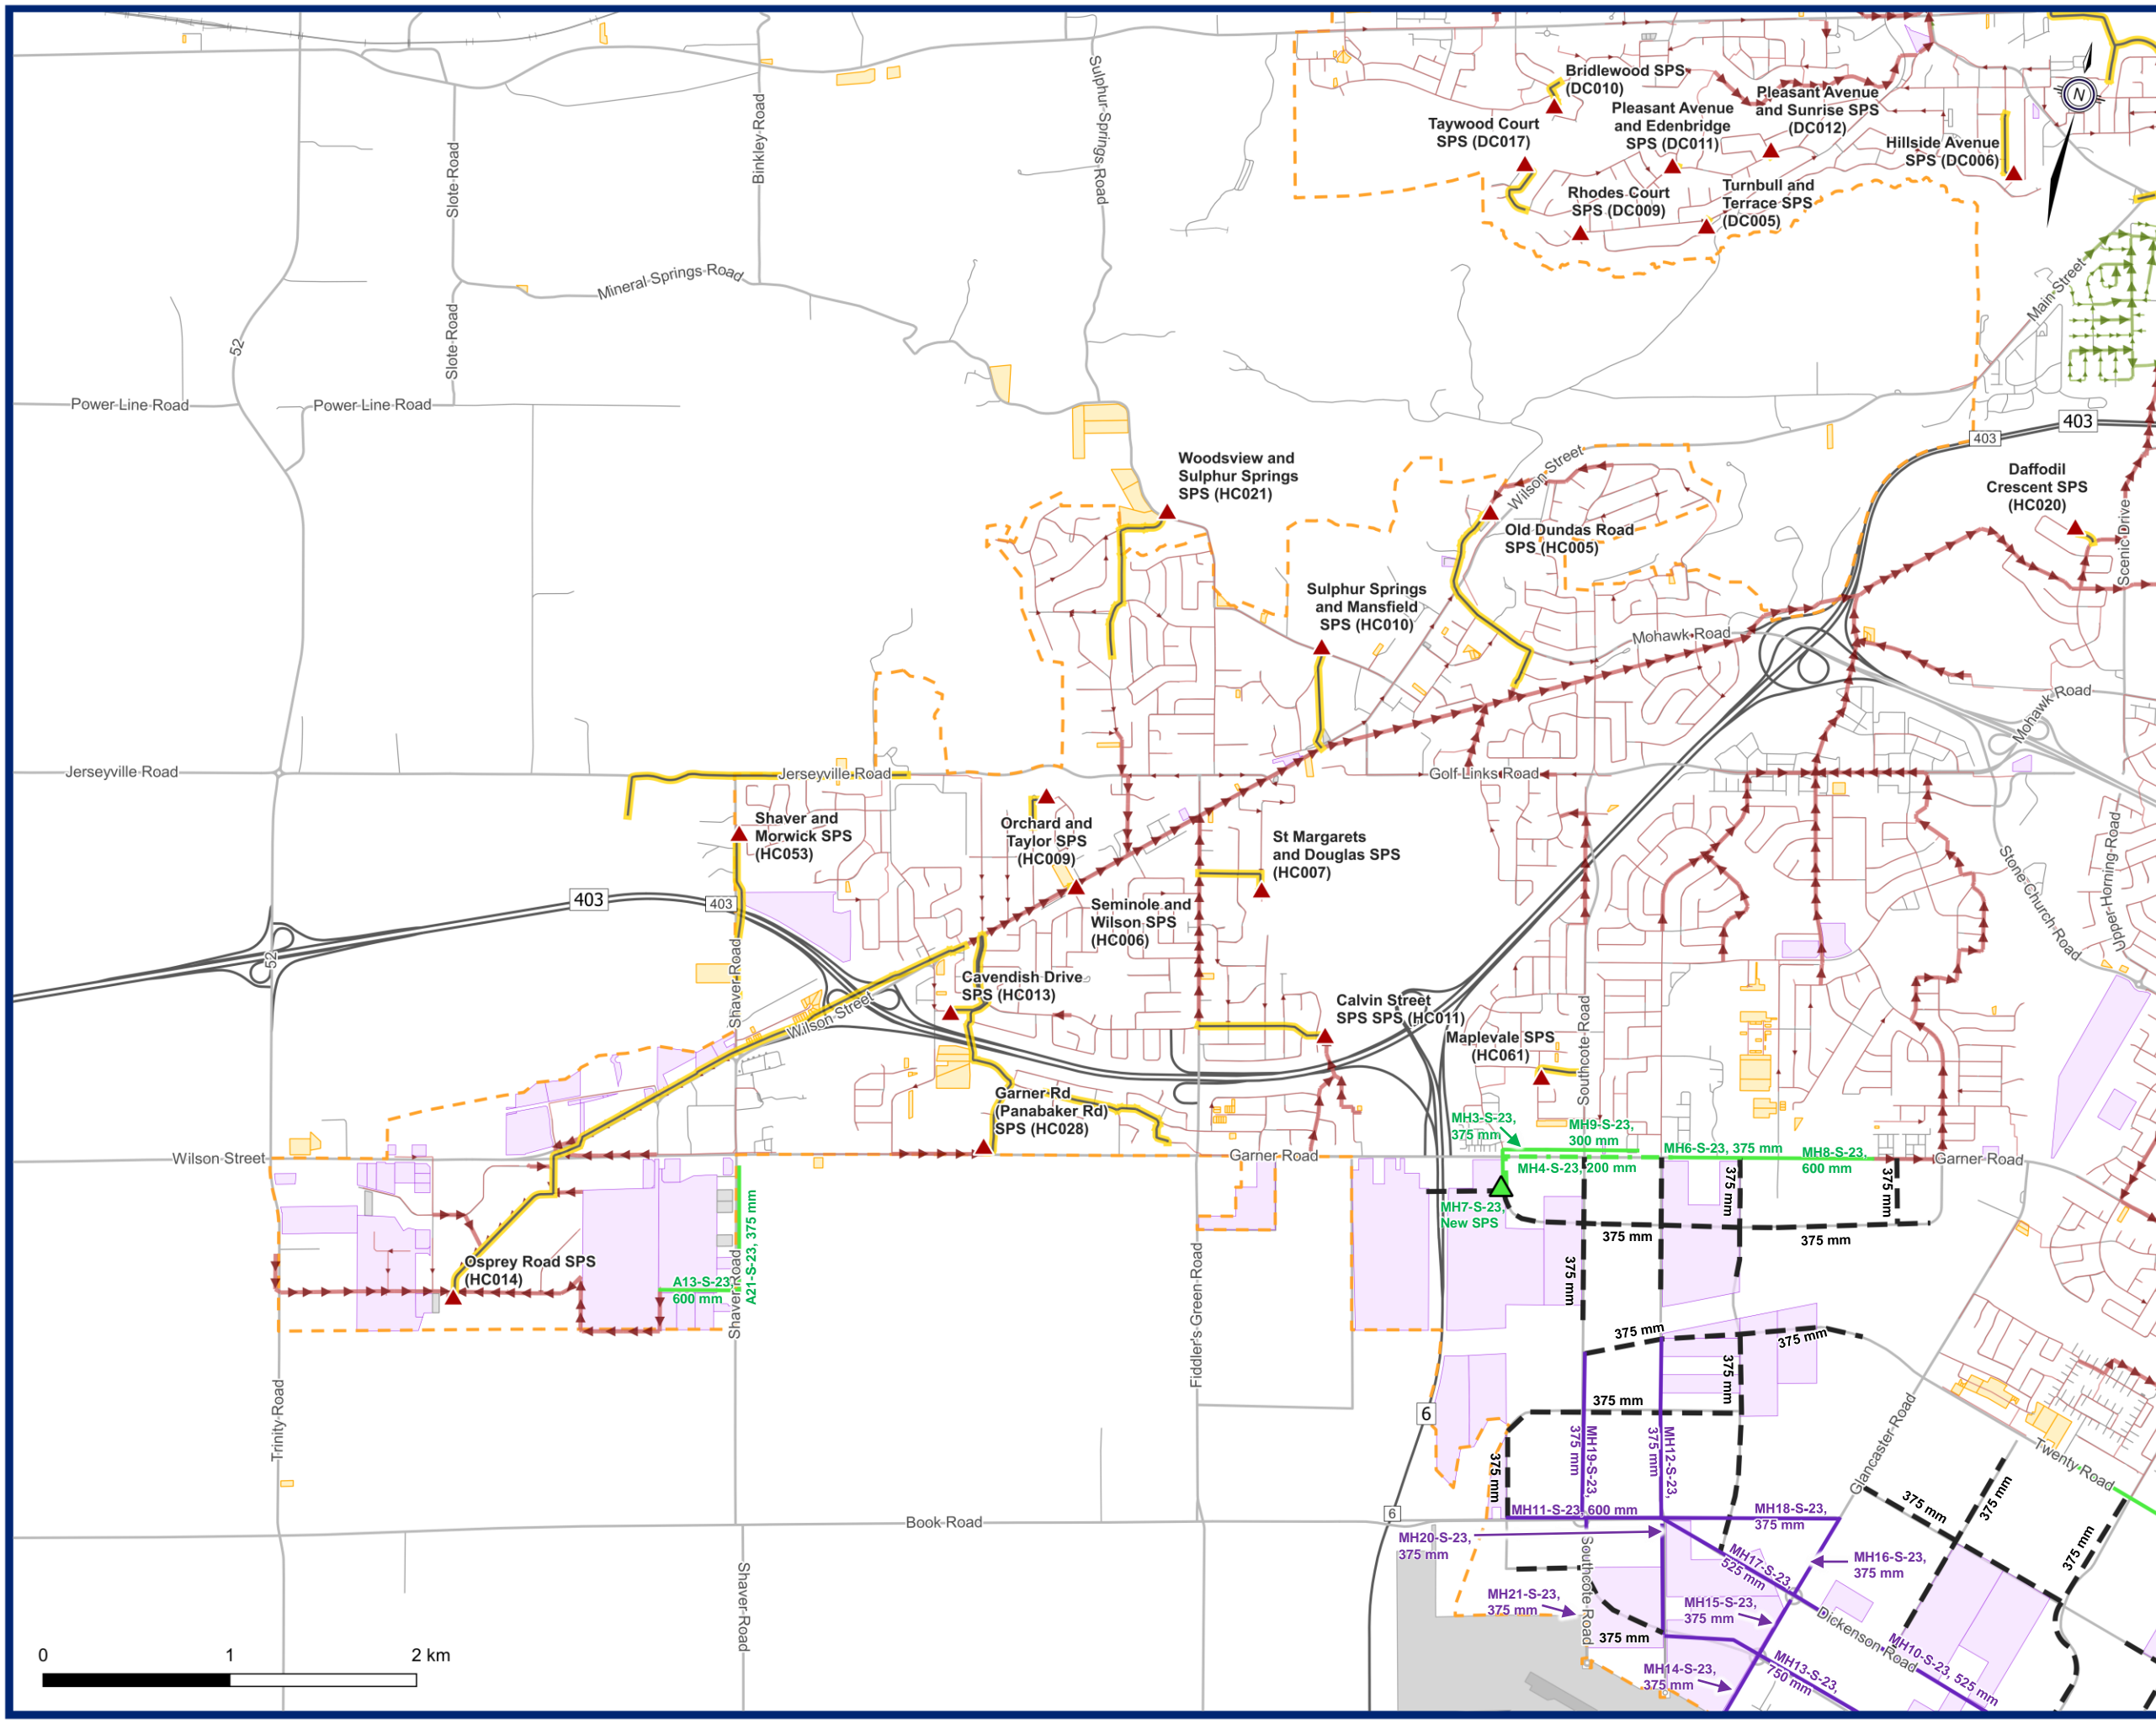 Bridlewood SPS
(DC010)
Pleasant Avenue
and Sunrise SPS
(DC012)
Pleasant Avenue
and Edenbridge
SPS (DC011)
Taywood Court
SPS (DC017)
Hillside Avenue
SPS (DC006)
Rhodes Court
SPS (DC009)
Turnbull and
Terrace SPS
(DC005)
N
Sulphur Springs Road
Binkley Road
Slote Road
Slote Road
Mineral Springs Road
Main Street
52
Power Line Road
Power Line Road
403
403
Woodsview and
Sulphur Springs
SPS (HC021)
Wilson Street
Old Dundas Road
SPS (HC005)
Daffodil
Crescent SPS
(HC020)
Scenic Drive
Sulphur Springs
and Mansfield
SPS (HC010)
Mohawk Road
Mohawk Road
Jerseyville Road
Jerseyville Road
Golf Links Road
Shaver and
Morwick SPS
(HC053)
Orchard and
Taylor SPS
(HC009)
St Margarets
and Douglas SPS
(HC007)
Stone Church Road
Upper Horning Road
403
403
Seminole and
Wilson SPS
(HC006)
52
Shaver Road
Cavendish Drive
SPS (HC013)
Wilson Street
Calvin Street
SPS SPS (HC011)
Maplevale SPS
(HC061)
Southcote Road
Garner Rd
(Panabaker Rd)
SPS (HC028)
MH3-S-23,
375 mm
MH9-S-23,
300 mm
MH6-S-23, 375 mm
MH8-S-23,
600 mm
MH4-S-23, 200 mm
Wilson Street
Garner Road
Garner Road
MH7-S-23,
New SPS
375 mm
375 mm
375 mm
375 mm
375 mm
Osprey Road SPS
(HC014)
A13-S-23,
600 mm
A21-S-23, 375 mm
Shaver Road
Fiddler's Green Road
Trinity Road
375 mm
375 mm
375 mm
375 mm
6
375 mm
MH19-S-23,
375 mm
MH12-S-23,
375 mm
Glancaster Road
Twenty Road
6
Book Road
MH11-S-23, 600 mm
MH18-S-23,
375 mm
375 mm
375 mm
375 mm
MH20-S-23,
375 mm
MH17-S-23,
525 mm
MH16-S-23,
375 mm
Southcote Road
MH21-S-23,
375 mm
MH15-S-23,
375 mm
Dickenson Road
375 mm
MH14-S-23,
375 mm
MH13-S-23,
750 mm
MH10-S-23, 525 mm
Shaver Road
0 1 2 km